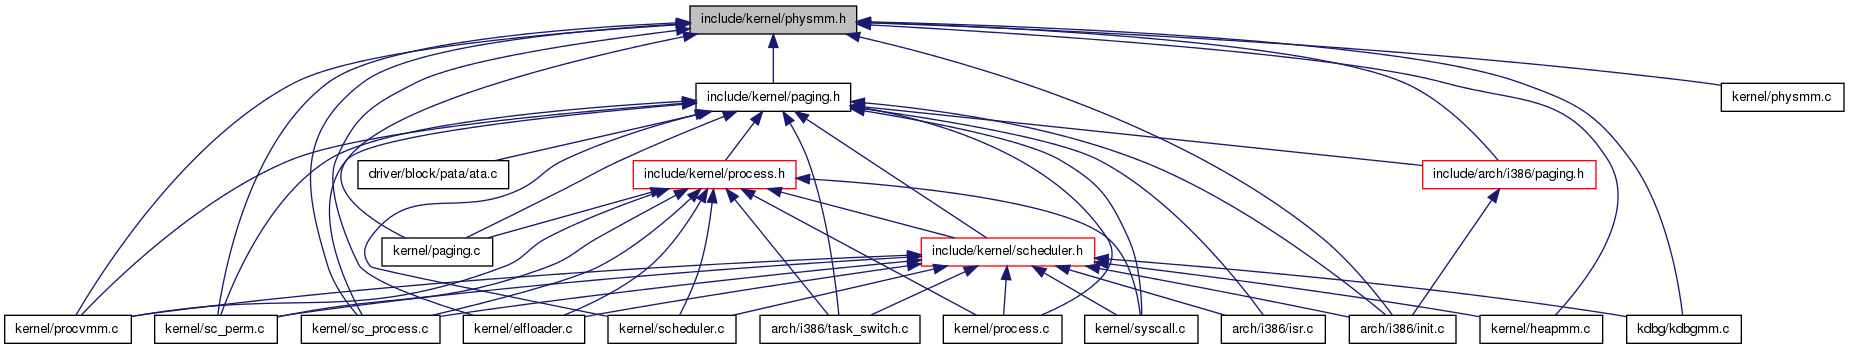 include/kernel/physmm.h
include/kernel/paging.h
kernel/physmm.c
driver/block/pata/ata.c
include/kernel/process.h
include/arch/i386/paging.h
kernel/paging.c
include/kernel/scheduler.h
kernel/procvmm.c
kernel/sc_perm.c
kernel/sc_process.c
kernel/elfloader.c
kernel/scheduler.c
arch/i386/task_switch.c
kernel/process.c
kernel/syscall.c
arch/i386/isr.c
arch/i386/init.c
kernel/heapmm.c
kdbg/kdbgmm.c